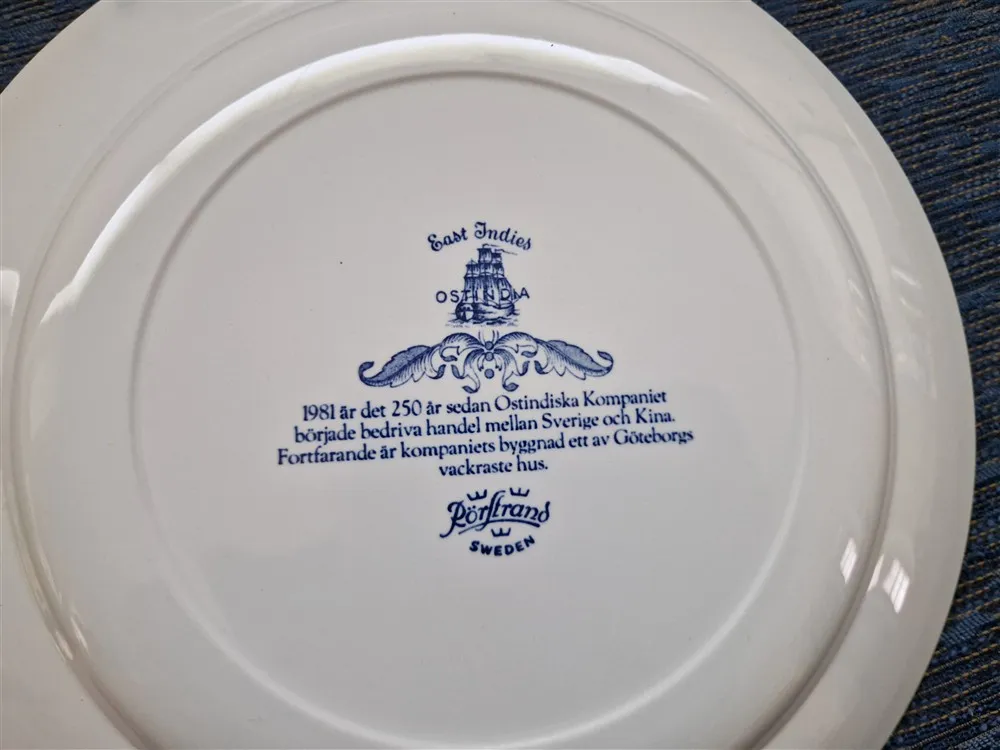 East Indies
OSTINDIA
1981 är det 250 år sedan Ostindiska Kompaniet
började bedriva handel mellan Sverige och Kina.
Fortfarande är kompaniets byggnad ett av Göteborgs
vackraste hus.
Rörstrand
SWEDEN